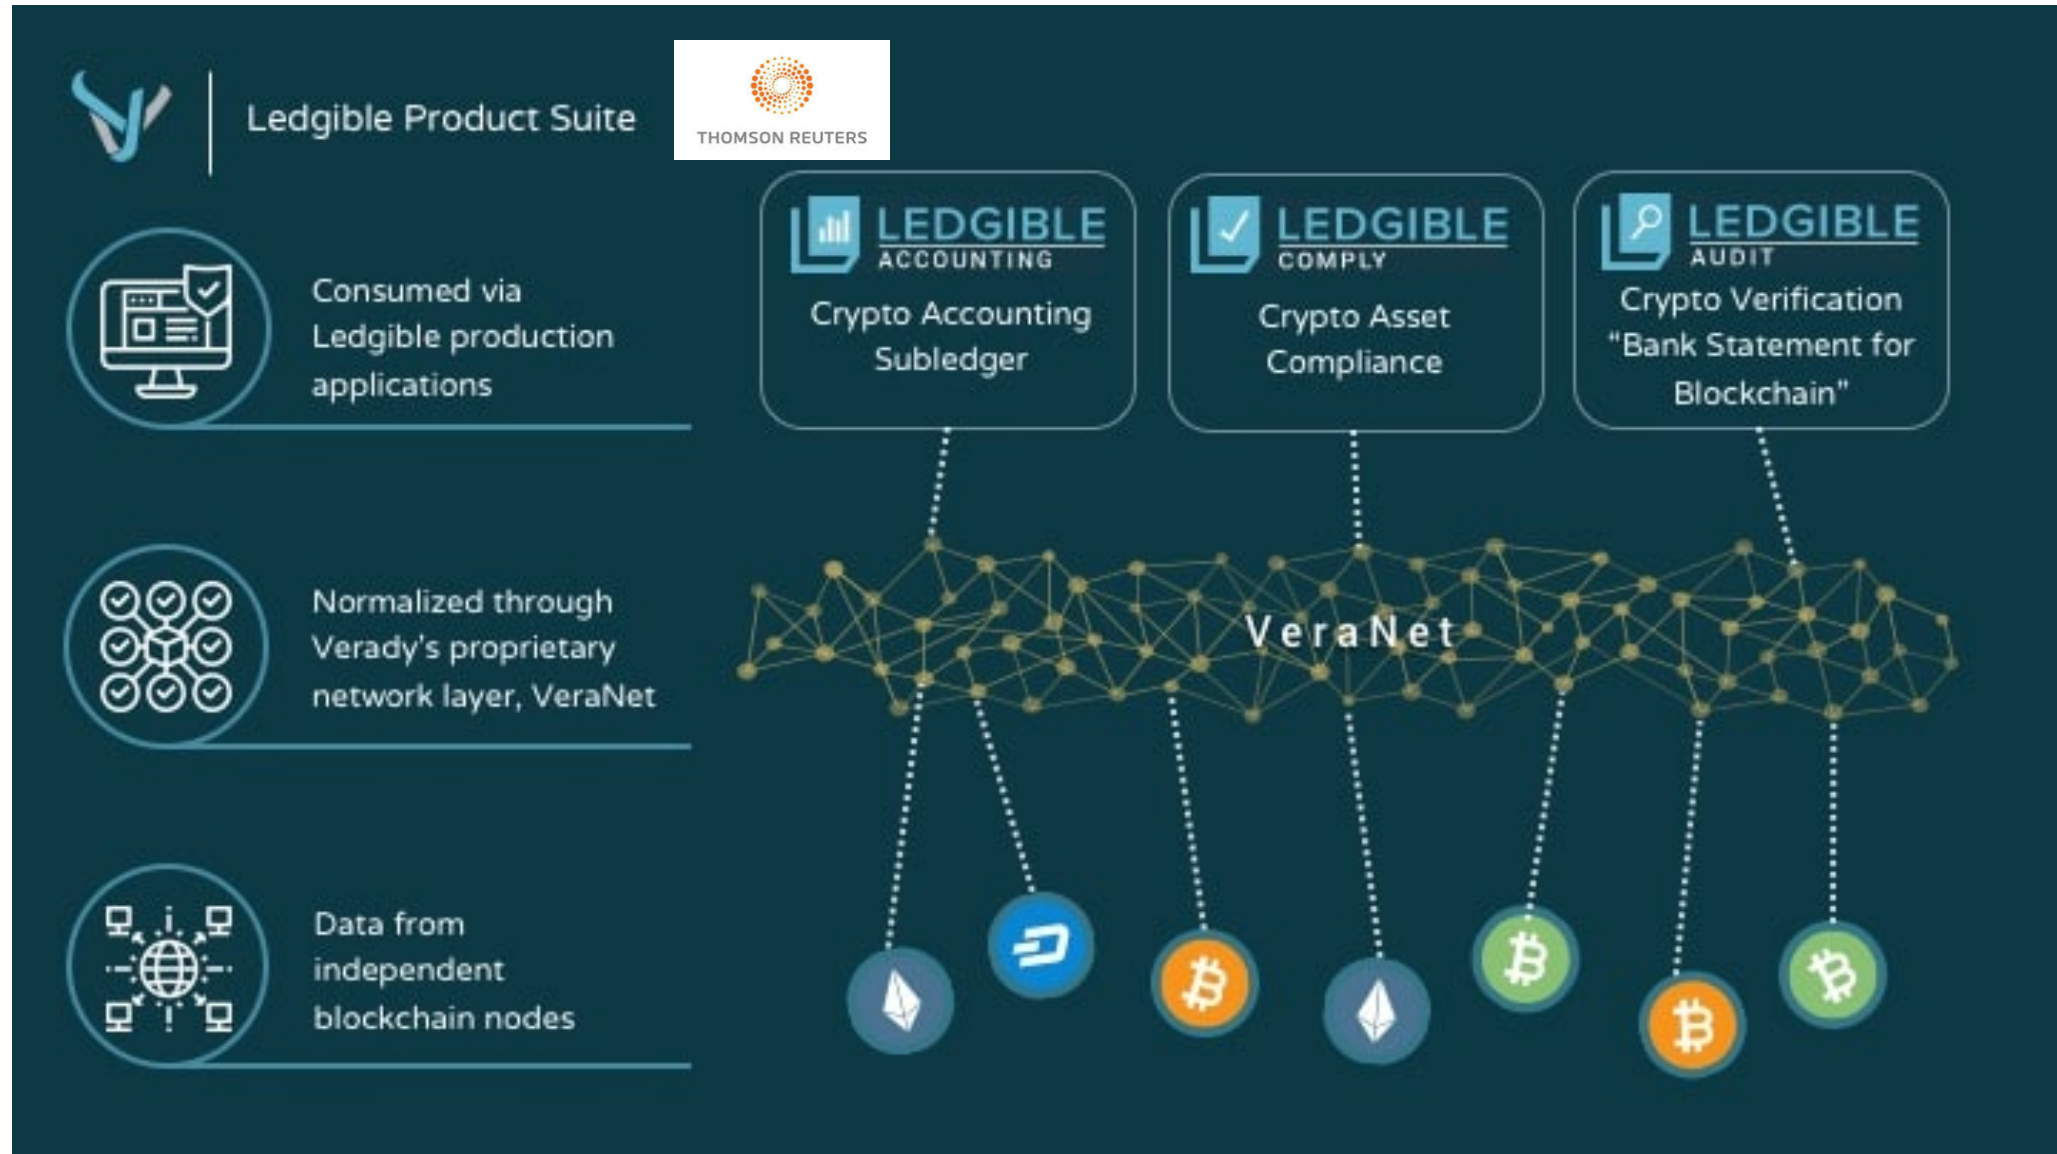 Ledgible Product Suite
THOMSON REUTERS
Consumed via
Ledgible production
applications
Normalized through
Verady's proprietary
network layer, VeraNet
Data from
independent
blockchain nodes
LEDGIBLE
ACCOUNTING
Crypto Accounting
Subledger
LEDGIBLE
COMPLY
Crypto Asset
Compliance
LEDGIBLE
AUDIT
Crypto Verification
“Bank Statement for
Blockchain”
VeraNet